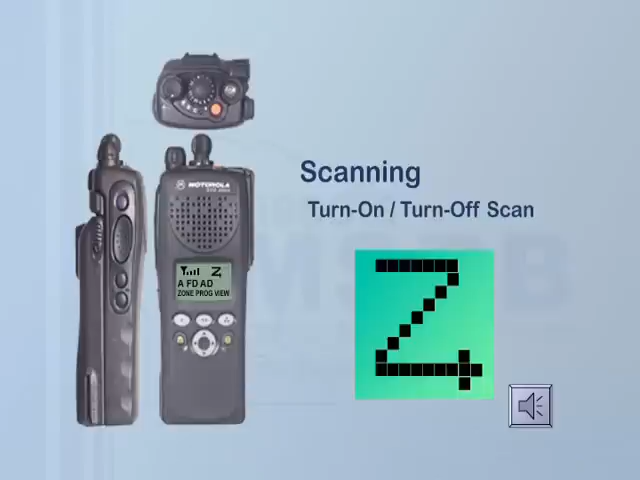 Scanning
Turn-On / Turn-Off Scan
MOTOROLA
A FD AD
ZONE PROG VIEW